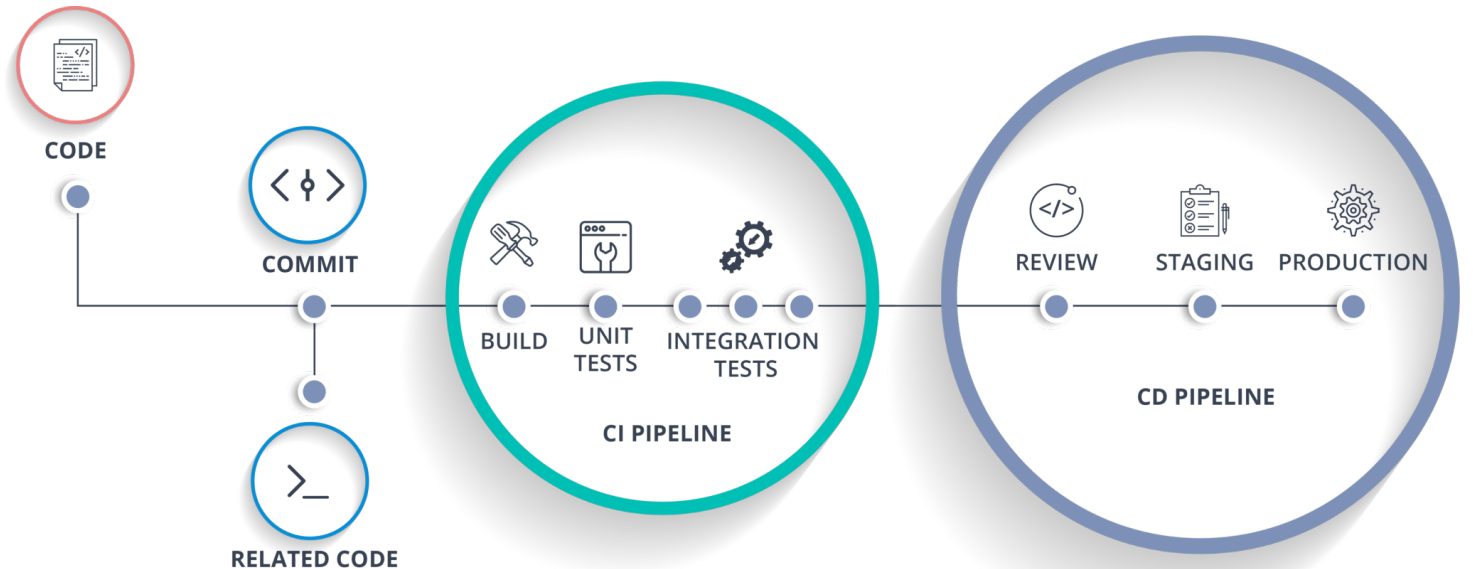 CODE
COMMIT
RELATED CODE
BUILD
UNIT
TESTS
INTEGRATION
TESTS
CI PIPELINE
REVIEW
STAGING
PRODUCTION
CD PIPELINE